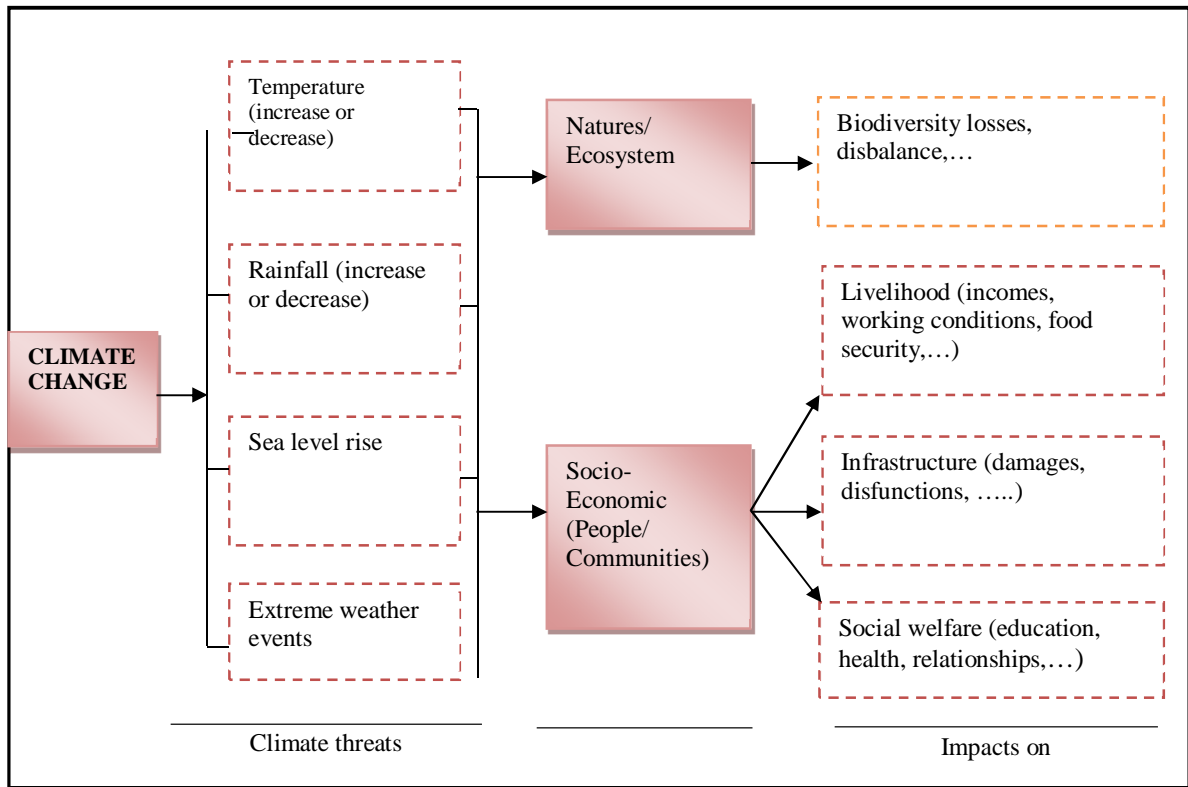 CLIMATE
CHANGE
Temperature
(increase or
decrease)
Rainfall (increase
or decrease)
Sea level rise
Extreme weather
events
Climate threats
Natures/
Ecosystem
Socio-
Economic
(People/
Communities)
Biodiversity losses,
disbalance,…
Livelihood (incomes,
working conditions, food
security,…)
Infrastructure (damages,
disfunctions, …..)
Social welfare (education,
health, relationships,…)
Impacts on